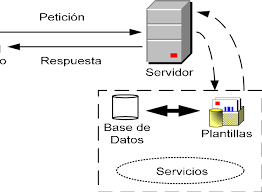 Petición
o
Respuesta
Servidor
Base de
Datos
Plantillas
Servicios